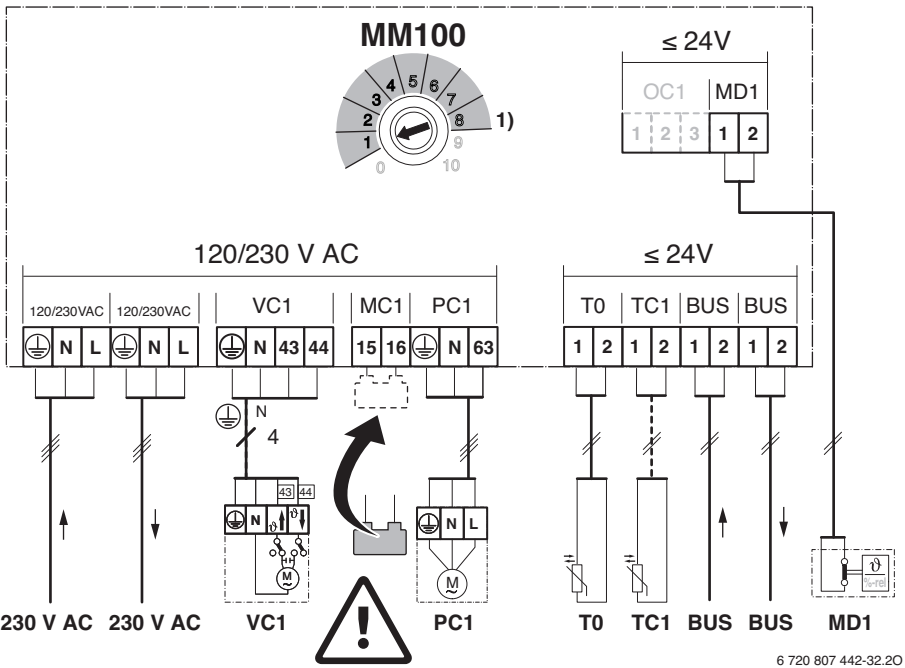 MM100
≤ 24V
0 1 2 3 4 5 6 7 8 9 10
1)
OC1 MD1
1 2 3 1 2
120/230 V AC
≤ 24V
120/230VAC 120/230VAC VC1 MC1 PC1 T0 TC1 BUS BUS
N L N L N 43 44 15 16 N 63 1 2 1 2 1 2 1 2
N
4
43 44
N ϑ ϑ
N L
M
~
M
~
ϑ
%-rel
230 V AC 230 V AC VC1 PC1 T0 TC1 BUS BUS MD1
6 720 807 442-32.2O